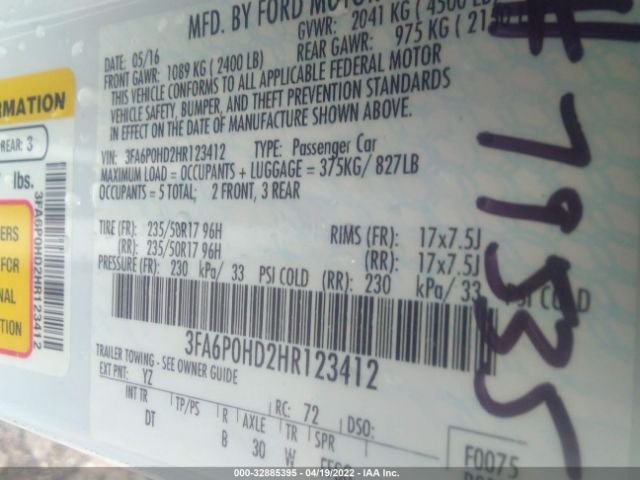 MFD. BY FORD MOTOR
DATE: 05/16 GVWR: 2041 KG (4500 LB
FRONT GAWR: 1089 KG (2400 LB) REAR GAWR: 975 KG (
THIS VEHICLE CONFORMS TO ALL APPLICABLE FEDERAL MOTOR
VEHICLE SAFETY, BUMPER, AND THEFT PREVENTION STANDARDS
IN EFFECT ON THE DATE OF MANUFACTURE SHOWN ABOVE.
VIN: 3FA6P0HD2HR123412 TYPE: Passenger Car
MAXIMUM LOAD = OCCUPANTS + LUGGAGE = 375KG/ 827LB
OCCUPANTS = 5 TOTAL; 2 FRONT, 3 REAR
TIRE (FR): 235/50R17 96H RIMS (FR): 17x7.5J
(RR): 235/50R17 96H (RR): 17x7.5J
PRESSURE (FR): 230 kPa/ 33 PSI COLD (RR): 230 kPa/ 33 PSI COLD
3FA6P0HD2HR123412
TRAILER TOWING - SEE OWNER GUIDE
EXT PNT: YZ RC: 72 DSO:
INT TR TP/PS R AXLE TR SPR
DT B 30 W
F0075
#79535
ORMATION
REAR: 3
lbs.
3FA6P0HD2HR123412
ERS
FOR
NAL
TION
000-32885395 - 04/19/2022 - IAA Inc.